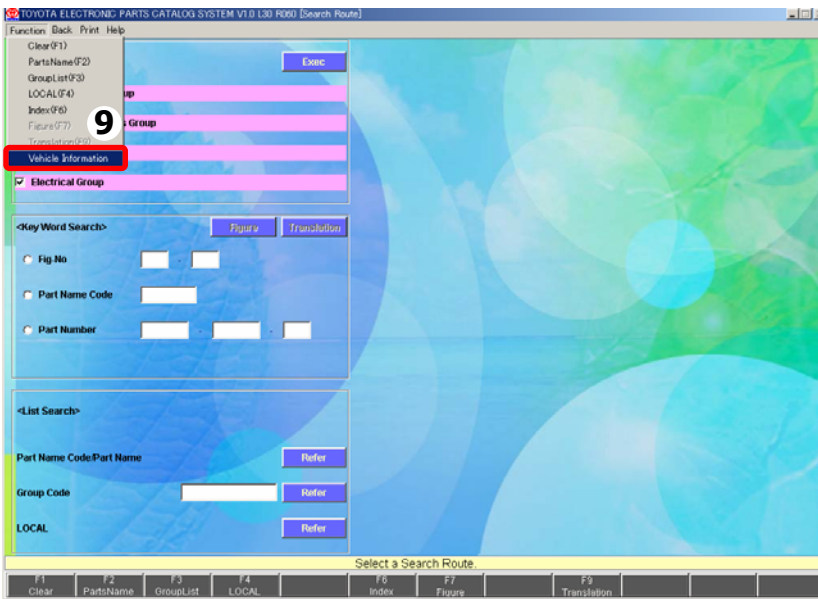 TOYOTA ELECTRONIC PARTS CATALOG SYSTEM V1.0 L30 R060 [Search Route]
Function Back Print Help
Clear(F1)
PartsName(F2)
GroupList(F3)
LOCAL(F4)
Index(F6)
Figure(F7)
Translation(F9)
Vehicle Information
9
Exec
up
s Group
Electrical Group
<Key Word Search>
Figure Translation
Fig.No -
Part Name Code
Part Number - -
<List Search>
Part Name Code/Part Name Refer
Group Code Refer
LOCAL Refer
Select a Search Route.
F1 F2 F3 F4 F6 F7 F9
Clear PartsName GroupList LOCAL Index Figure Translation